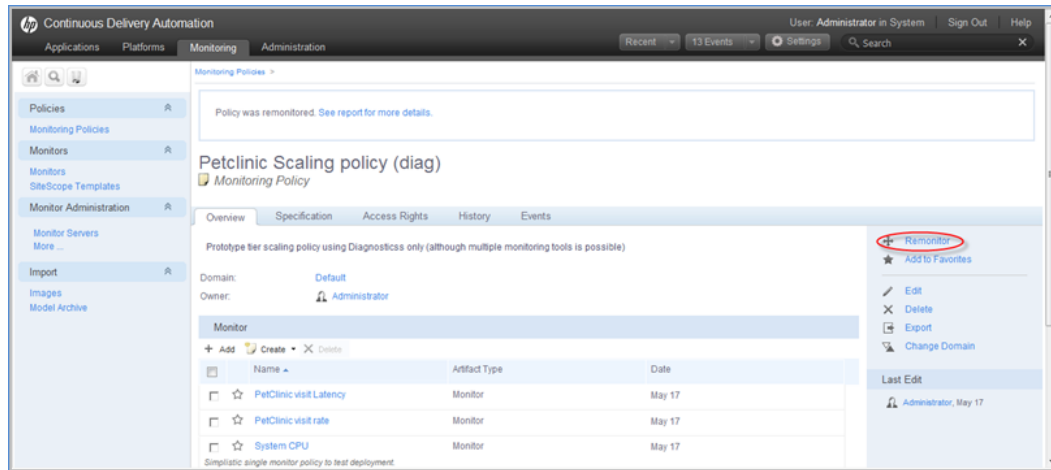 hp Continuous Delivery Automation
User: Administrator in System Sign Out Help
Applications Platforms Monitoring Administration
Recent 13 Events Settings Search X
Monitoring Policies >
Policies
Monitoring Policies
Monitors
Monitors
SiteScope Templates
Monitor Administration
Monitor Servers
More ...
Import
Images
Model Archive
Policy was remonitored. See report for more details.
Petclinic Scaling policy (diag)
Monitoring Policy
Overview Specification Access Rights History Events
Prototype tier scaling policy using Diagnosticss only (although multiple monitoring tools is possible)
Domain: Default
Owner: Administrator
Monitor
+ Add Create Delete
Name Artifact Type Date
PetClinic visit Latency Monitor May 17
PetClinic visit rate Monitor May 17
System CPU Monitor May 17
Simplistic single monitor policy to test deployment.
Remonitor
Add to Favorites
Edit
Delete
Export
Change Domain
Last Edit
Administrator, May 17